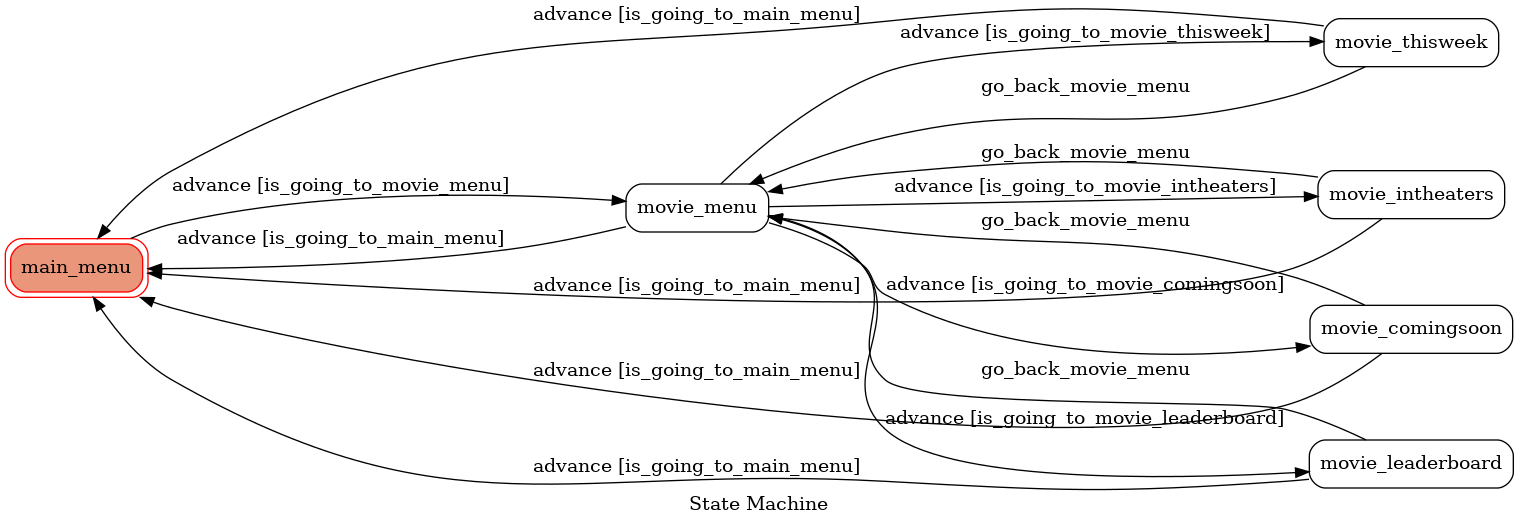 advance [is_going_to_main_menu]
advance [is_going_to_movie_thisweek]
movie_thisweek
go_back_movie_menu
go_back_movie_menu
advance [is_going_to_movie_menu]
advance [is_going_to_movie_intheaters]
movie_intheaters
movie_menu
go_back_movie_menu
advance [is_going_to_main_menu]
main_menu
advance [is_going_to_main_menu]
advance [is_going_to_movie_comingsoon]
movie_comingsoon
advance [is_going_to_main_menu]
go_back_movie_menu
advance [is_going_to_movie_leaderboard]
movie_leaderboard
advance [is_going_to_main_menu]
State Machine